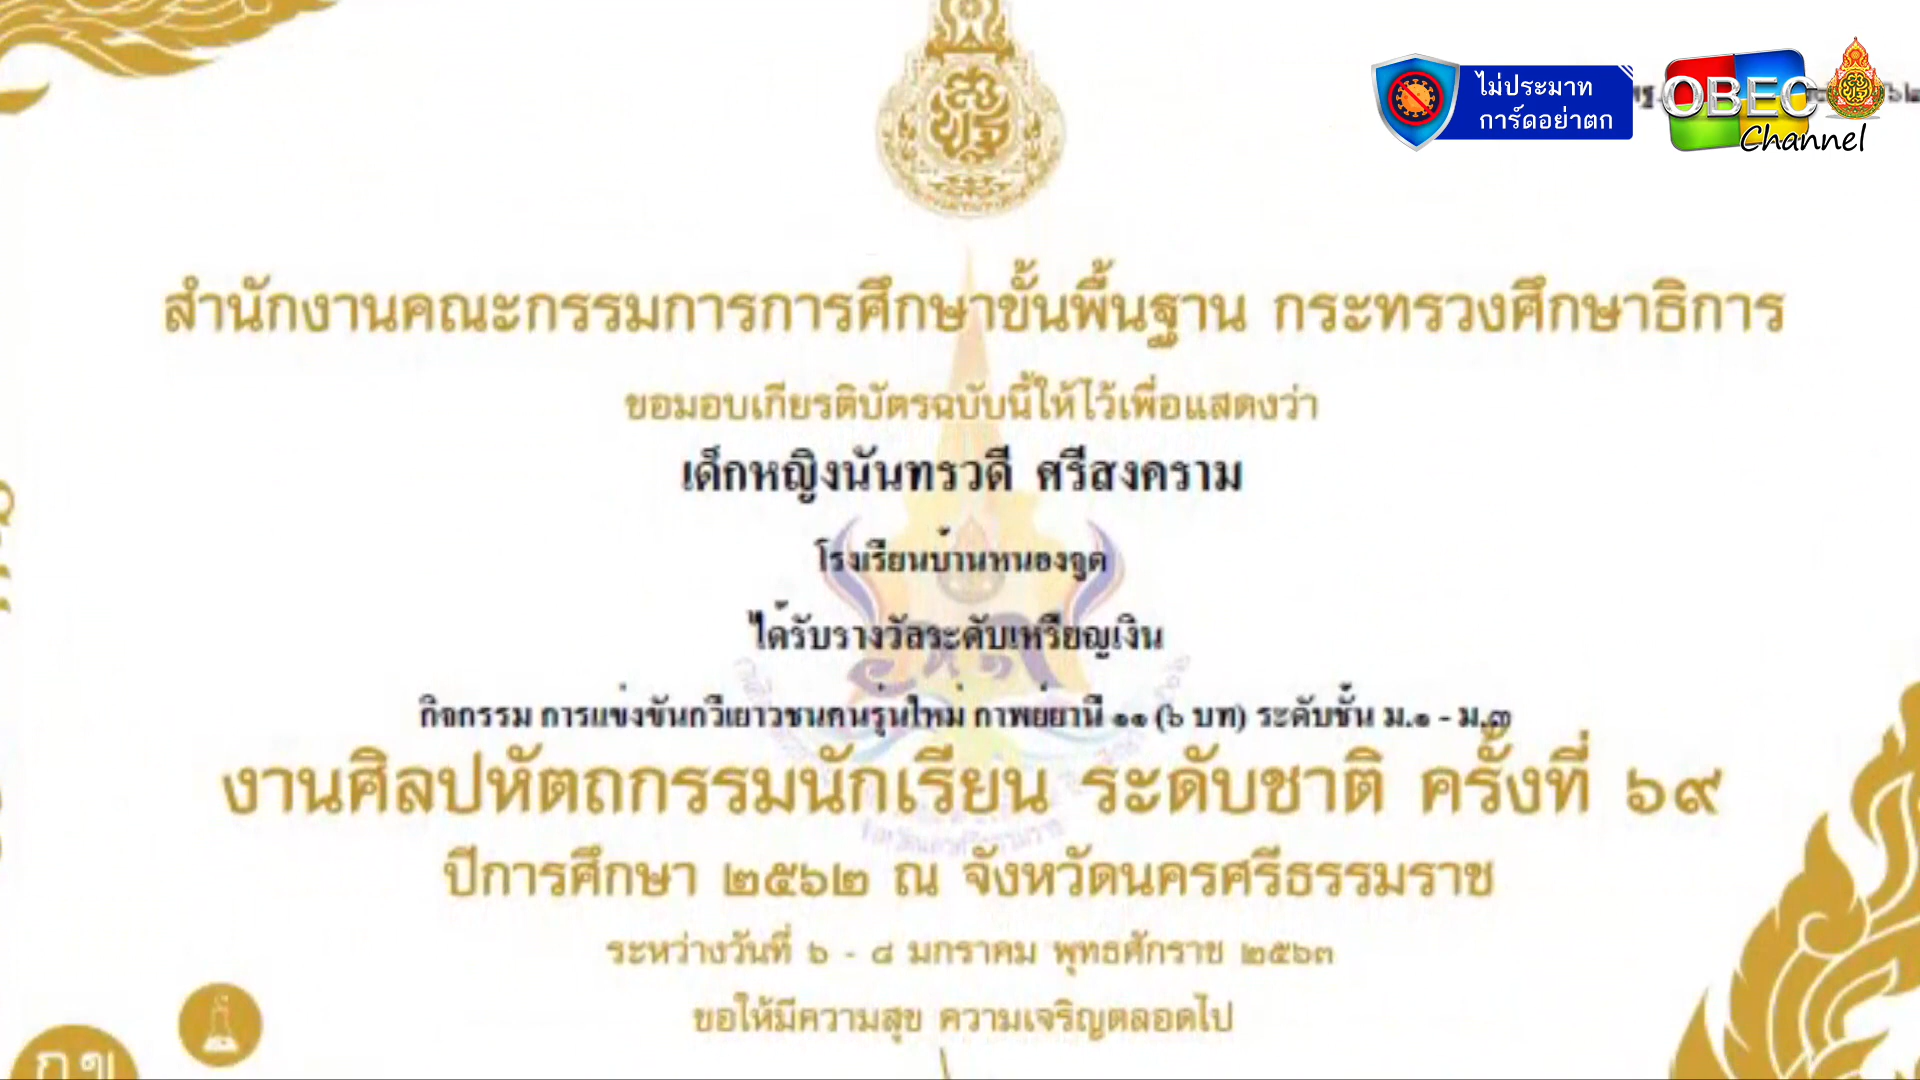 ไม่ประมาท
การ์ดอย่าตก
OBEC
Channel
สำนักงานคณะกรรมการการศึกษาขั้นพื้นฐาน กระทรวงศึกษาธิการ
ขอมอบเกียรติบัตรฉบับนี้ให้ไว้เพื่อแสดงว่า
เด็กหญิงนันทรวดี ศรีสงคราม
โรงเรียนบ้านหนองจูด
ได้รับรางวัลระดับเหรียญเงิน
กิจกรรม การแข่งขันกวีเยาวชนคนรุ่นใหม่ กาพย์ยานี ๑๑ (๖ บท) ระดับชั้น ม.๑ - ม.๓
งานศิลปหัตถกรรมนักเรียน ระดับชาติ ครั้งที่ ๖๙
ปีการศึกษา ๒๕๖๒ ณ จังหวัดนครศรีธรรมราช
ระหว่างวันที่ ๖ - ๘ มกราคม พุทธศักราช ๒๕๖๓
ขอให้มีความสุข ความเจริญตลอดไป
ก ข